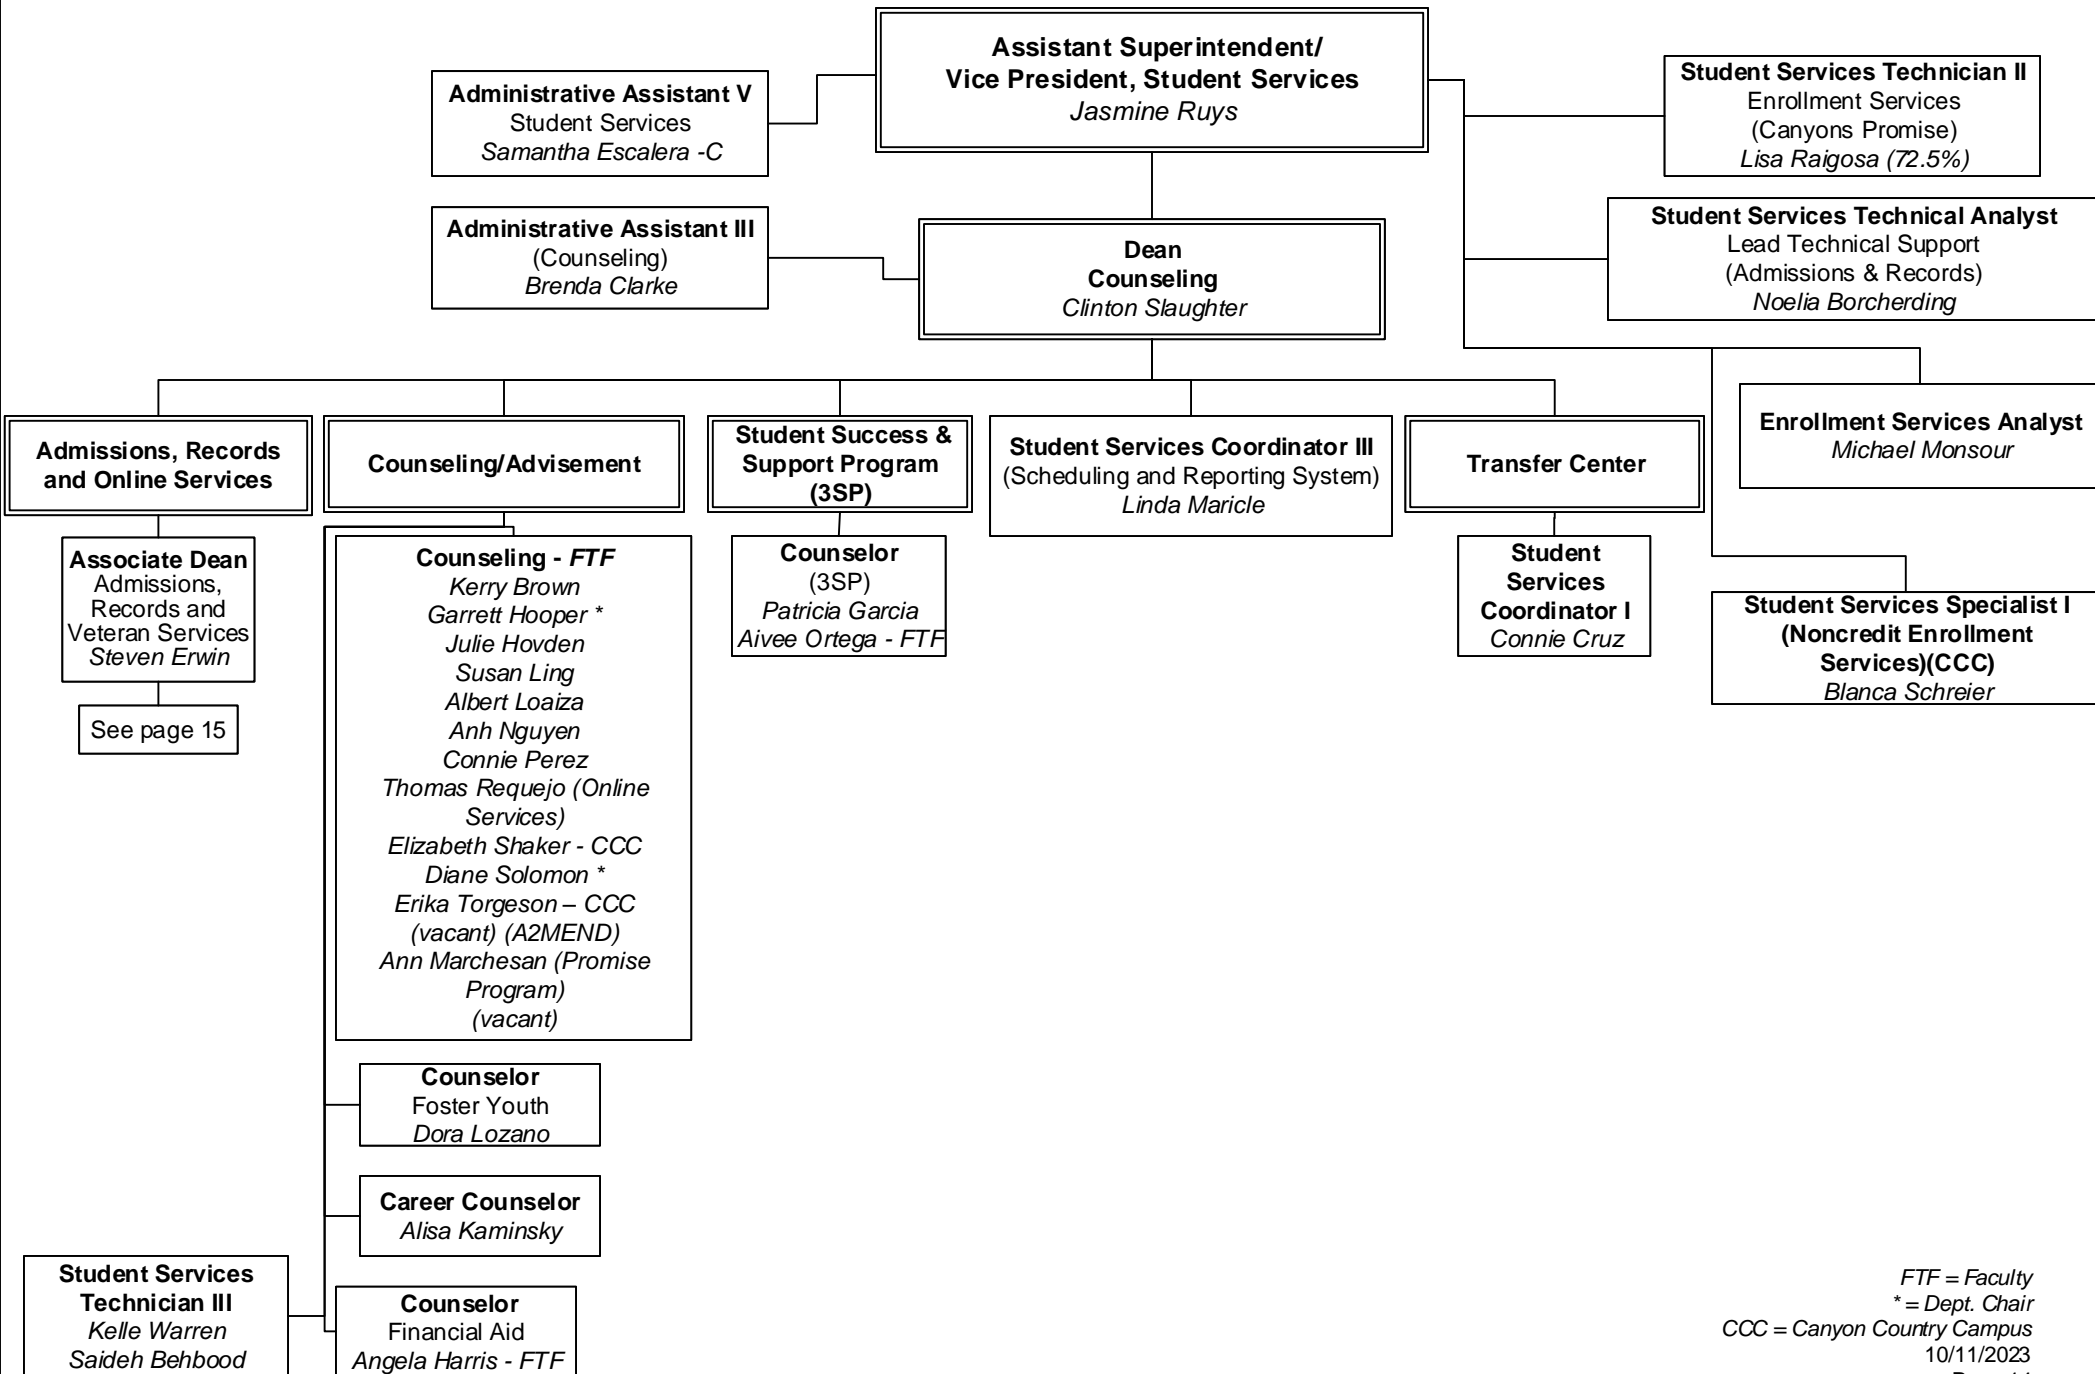 Assistant Superintendent/
Vice President, Student Services
Jasmine Ruys
Administrative Assistant V
Student Services
Samantha Escalera -C
Student Services Technician II
Enrollment Services
(Canyons Promise)
Lisa Raigosa (72.5%)
Administrative Assistant III
(Counseling)
Brenda Clarke
Dean
Counseling
Clinton Slaughter
Student Services Technical Analyst
Lead Technical Support
(Admissions & Records)
Noelia Borcherding
Enrollment Services Analyst
Michael Monsour
Student Services Specialist I
(Noncredit Enrollment
Services)(CCC)
Blanca Schreier
Admissions, Records
and Online Services
Associate Dean
Admissions,
Records and
Veteran Services
Steven Erwin
See page 15
Counseling/Advisement
Counseling - FTF
Kerry Brown
Garrett Hooper *
Julie Hovden
Susan Ling
Albert Loaiza
Anh Nguyen
Connie Perez
Thomas Requejo (Online
Services)
Elizabeth Shaker - CCC
Diane Solomon *
Erika Torgeson – CCC
(vacant) (A2MEND)
Ann Marchesan (Promise
Program)
(vacant)
Counselor
Foster Youth
Dora Lozano
Career Counselor
Alisa Kaminsky
Student Services
Technician III
Kelle Warren
Saideh Behbood
Counselor
Financial Aid
Angela Harris - FTF
Student Success &
Support Program
(3SP)
Counselor
(3SP)
Patricia Garcia
Aivee Ortega - FTF
Student Services Coordinator III
(Scheduling and Reporting System)
Linda Maricle
Transfer Center
Student
Services
Coordinator I
Connie Cruz
FTF = Faculty
* = Dept. Chair
CCC = Canyon Country Campus
10/11/2023